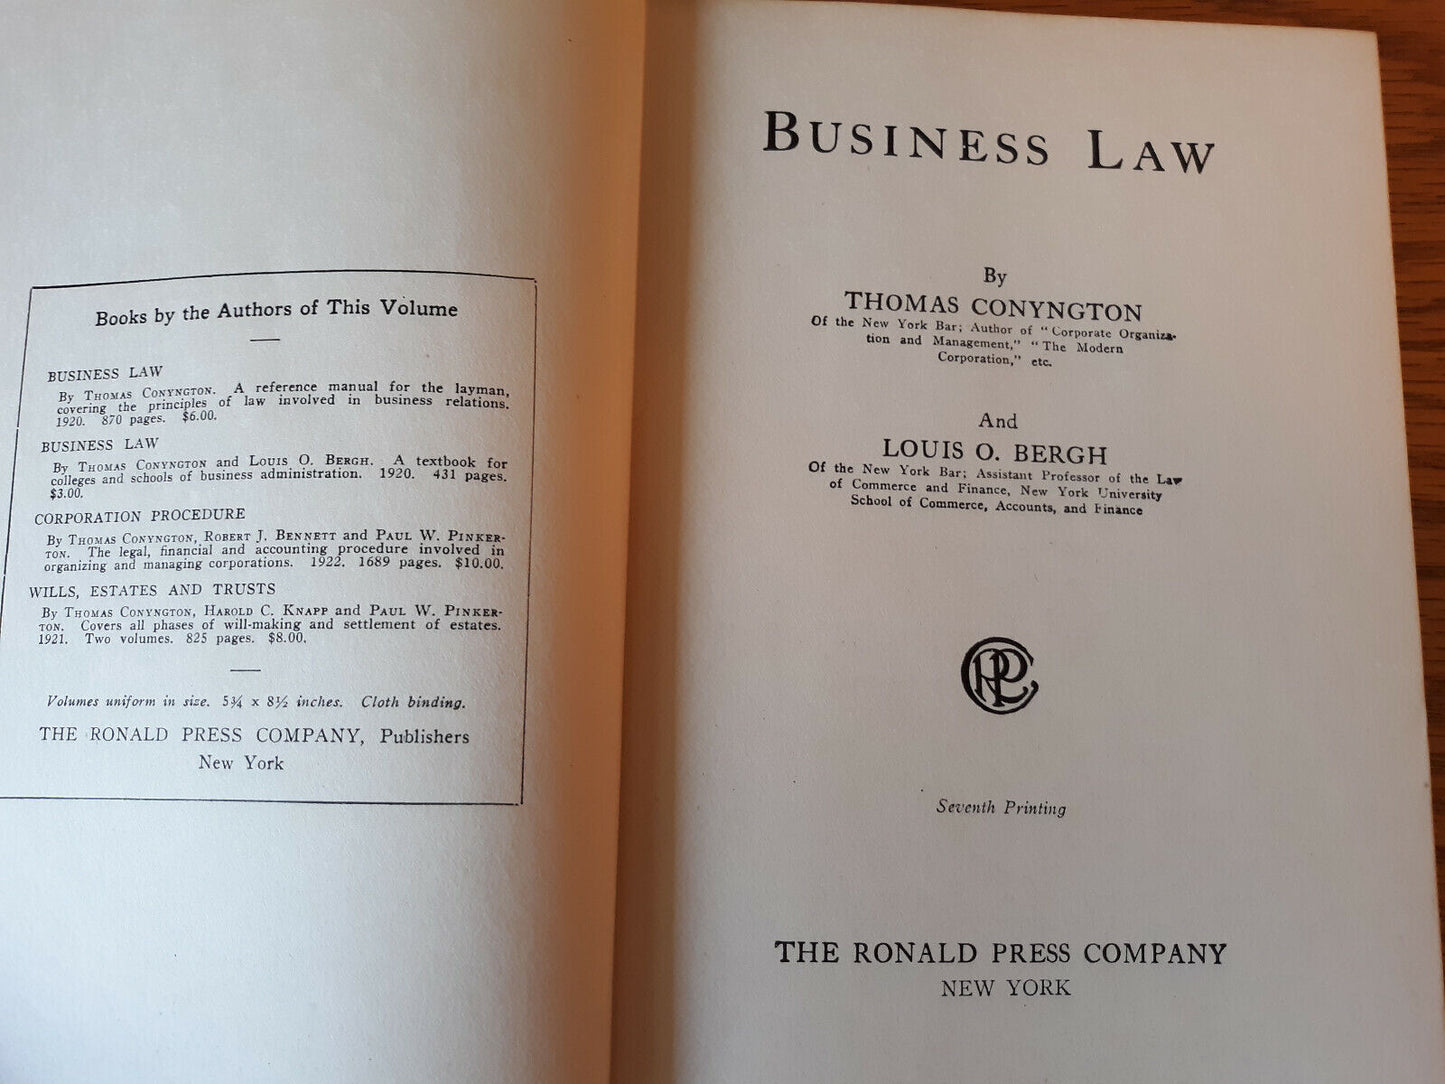 Books by the Authors of This Volume
BUSINESS LAW
By THOMAS CONYNGTON. A reference manual for the layman,
covering the principles of law involved in business relations.
1920. 870 pages. $6.00.
BUSINESS LAW
By THOMAS CONYNGTON and LOUIS O. BERGH. A textbook for
colleges and schools of business administration. 1920. 431 pages.
$3.00.
CORPORATION PROCEDURE
By THOMAS CONYNGTON, ROBERT J. BENNETT and PAUL W. PINKER-
TON. The legal, financial and accounting procedure involved in
organizing and managing corporations. 1922. 1689 pages. $10.00.
WILLS, ESTATES AND TRUSTS
By THOMAS CONYNGTON, HAROLD C. KNAPP and PAUL W. PINKER-
TON. Covers all phases of will-making and settlement of estates.
1921. Two volumes. 825 pages. $8.00.
Volumes uniform in size. 5¾ x 8½ inches. Cloth binding.
THE RONALD PRESS COMPANY, Publishers
New York
BUSINESS LAW
By
THOMAS CONYNGTON
Of the New York Bar; Author of "Corporate Organiza-
tion and Management," "The Modern
Corporation," etc.
And
LOUIS O. BERGH
Of the New York Bar; Assistant Professor of the Law
of Commerce and Finance, New York University
School of Commerce, Accounts, and Finance
RPC
Seventh Printing
THE RONALD PRESS COMPANY
NEW YORK